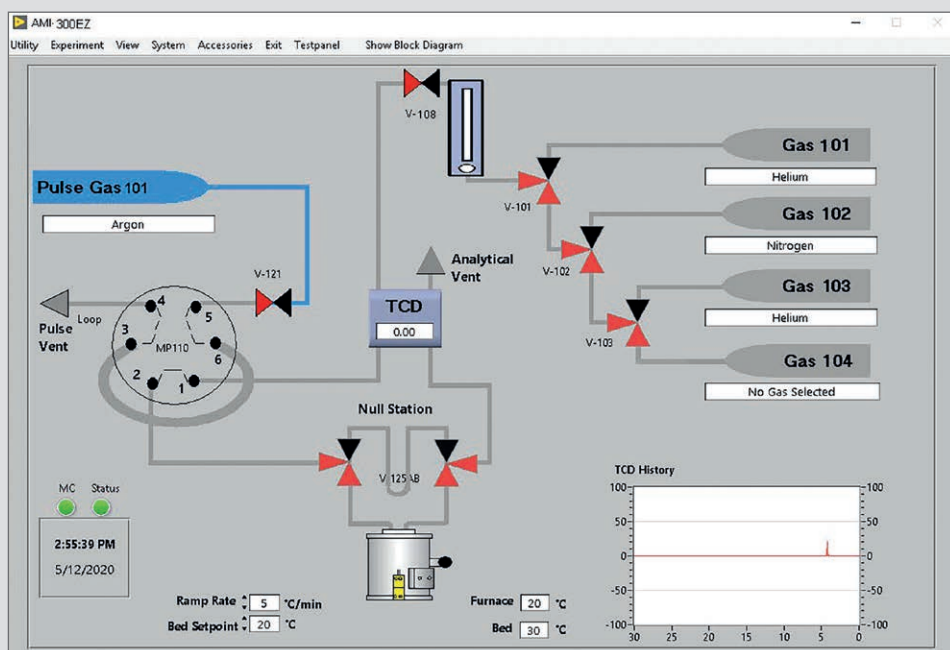 AMI-300EZ
Utility Experiment View System Accessories Exit Testpanel Show Block Diagram
V-108
Gas 101
Helium
Pulse Gas 101
Argon
V-101
Gas 102
Nitrogen
V-102
Analytical
Vent
V-121
Gas 103
Helium
TCD
0.00
V-103
Pulse
Vent
Loop
4
5
3
MP110
6
2
1
Gas 104
No Gas Selected
Null Station
V-125AB
TCD History
100
50
0
-50
-100
100
50
0
-50
-100
30 25 20 15 10 5 0
MC Status
2:55:39 PM
5/12/2020
Ramp Rate 5 °C/min
Bed Setpoint 20 °C
Furnace 20 °C
Bed 30 °C